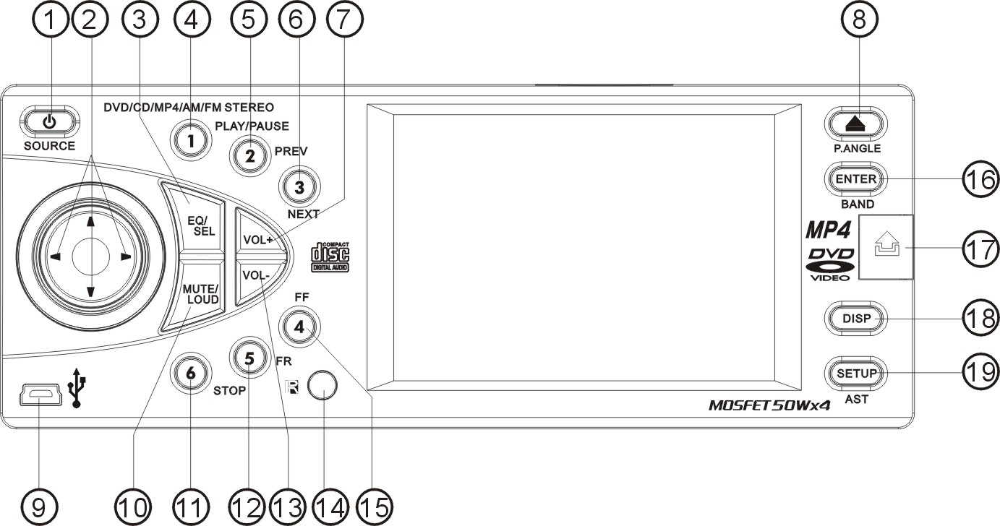 1 2 3 4 5 6 7 8
DVD/CD/MP4/AM/FM STEREO
SOURCE
1
PLAY/PAUSE
2
PREV
3
NEXT
P.ANGLE
ENTER
16
BAND
EQ/
SEL
VOL+
COMPACT
disc
DIGITAL AUDIO
MP4
DVD
VIDEO
17
VOL-
MUTE/
LOUD
FF
4
DISP
18
5
FR
6
STOP
R
SETUP
19
AST
MOSFET 50Wx4
9 10 11 12 13 14 15